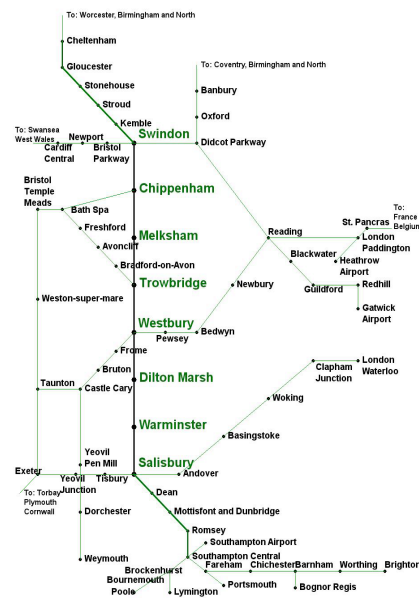 To: Worcester, Birmingham and North
Cheltenham
Gloucester
To: Coventry, Birmingham and North
Stonehouse
Banbury
Stroud
Oxford
Kemble
To: Swansea
West Wales
Newport
Swindon
Cardiff
Central
Bristol
Parkway
Didcot Parkway
Bristol
Temple
Meads
Chippenham
Bath Spa
To:
France
Belgium
St. Pancras
Freshford
Melksham
Reading
London
Paddington
Avoncliff
Blackwater
Heathrow
Airport
Bradford-on-Avon
Trowbridge
Newbury
Guildford
Redhill
Weston-super-mare
Gatwick
Airport
Westbury
Pewsey
Bedwyn
Frome
Bruton
Clapham
Junction
London
Waterloo
Taunton
Castle Cary
Dilton Marsh
Woking
Warminster
Basingstoke
Yeovil
Pen Mill
Salisbury
Exeter
Yeovil
Junction
Tisbury
Andover
To: Torbay
Plymouth
Cornwall
Dean
Dorchester
Mottisfont and Dunbridge
Romsey
Southampton Airport
Weymouth
Southampton Central
Brockenhurst
Fareham
Chichester
Barnham
Worthing
Brighton
Bournemouth
Poole
Lymington
Portsmouth
Bognor Regis